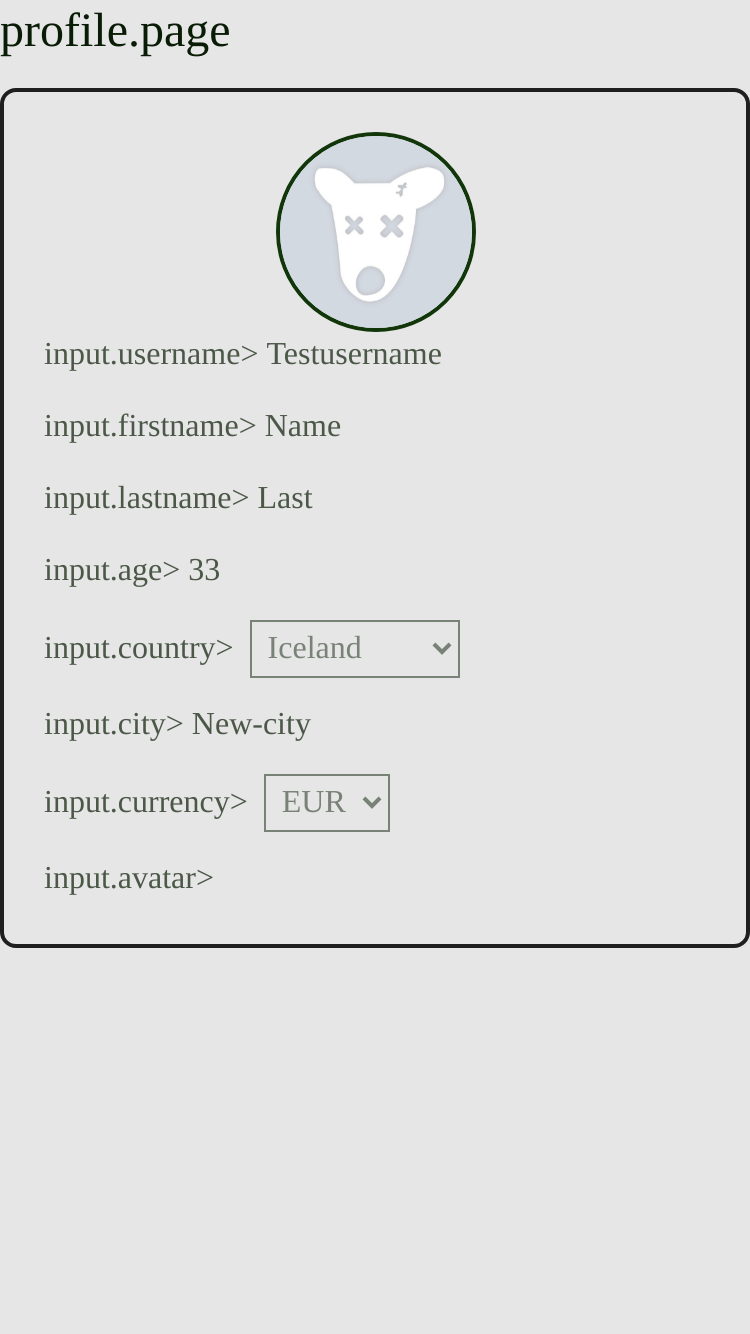 profile.page
input.username> Testusername
input.firstname> Name
input.lastname> Last
input.age> 33
input.country> Iceland
input.city> New-city
input.currency> EUR
input.avatar>